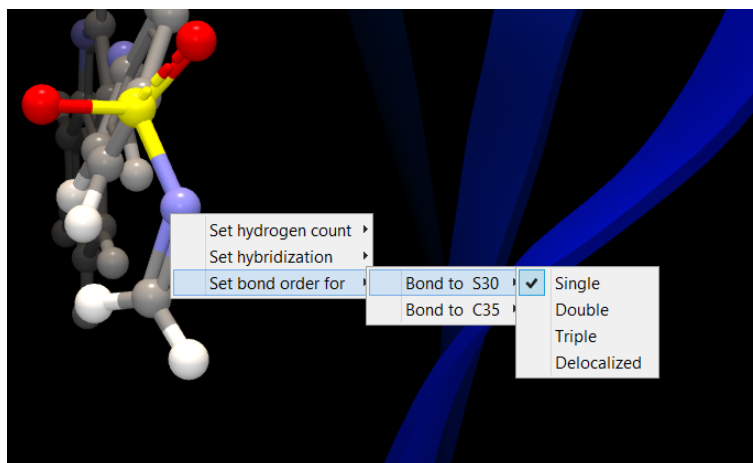 Set hydrogen count
Set hybridization
Set bond order for
Bond to S30
Bond to C35
Single
Double
Triple
Delocalized